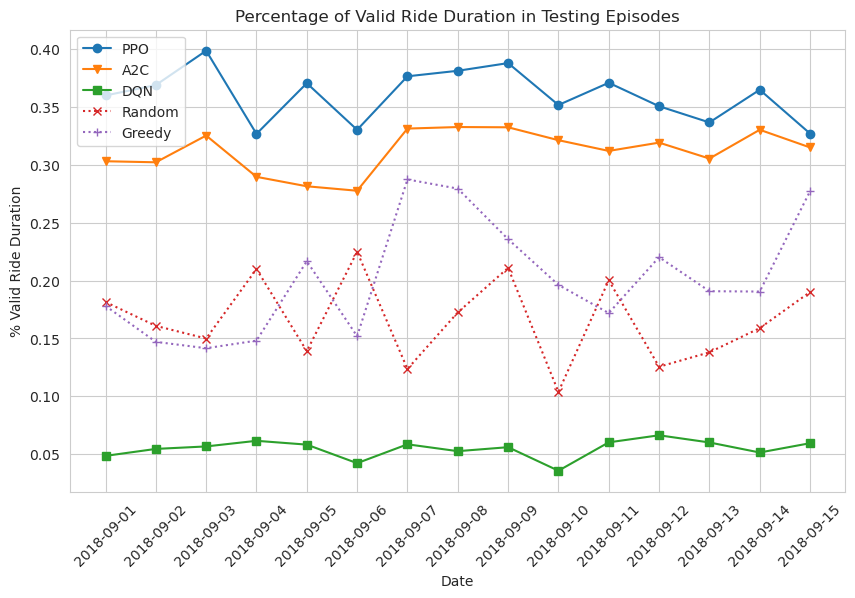 Percentage of Valid Ride Duration in Testing Episodes
PPO
A2C
DQN
Random
Greedy
% Valid Ride Duration
0.40
0.35
0.30
0.25
0.20
0.15
0.10
0.05
2018-09-01
2018-09-02
2018-09-03
2018-09-04
2018-09-05
2018-09-06
2018-09-07
2018-09-08
2018-09-09
2018-09-10
2018-09-11
2018-09-12
2018-09-13
2018-09-14
2018-09-15
Date